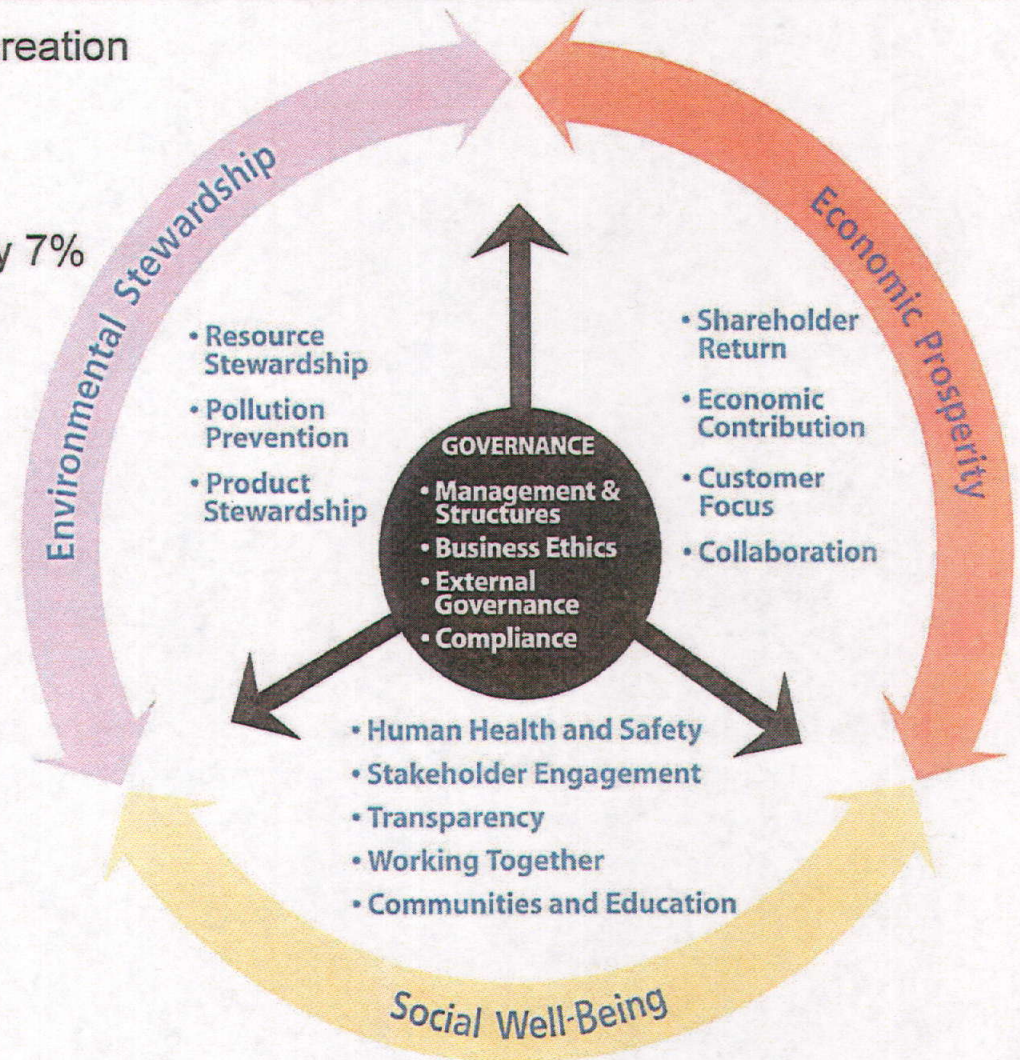 reation
y 7%
Environmental Stewardship
Economic Prosperity
• Resource
Stewardship
• Pollution
Prevention
• Product
Stewardship
GOVERNANCE
• Management &
Structures
• Business Ethics
• External
Governance
• Compliance
• Shareholder
Return
• Economic
Contribution
• Customer
Focus
• Collaboration
• Human Health and Safety
• Stakeholder Engagement
• Transparency
• Working Together
• Communities and Education
Social Well-Being